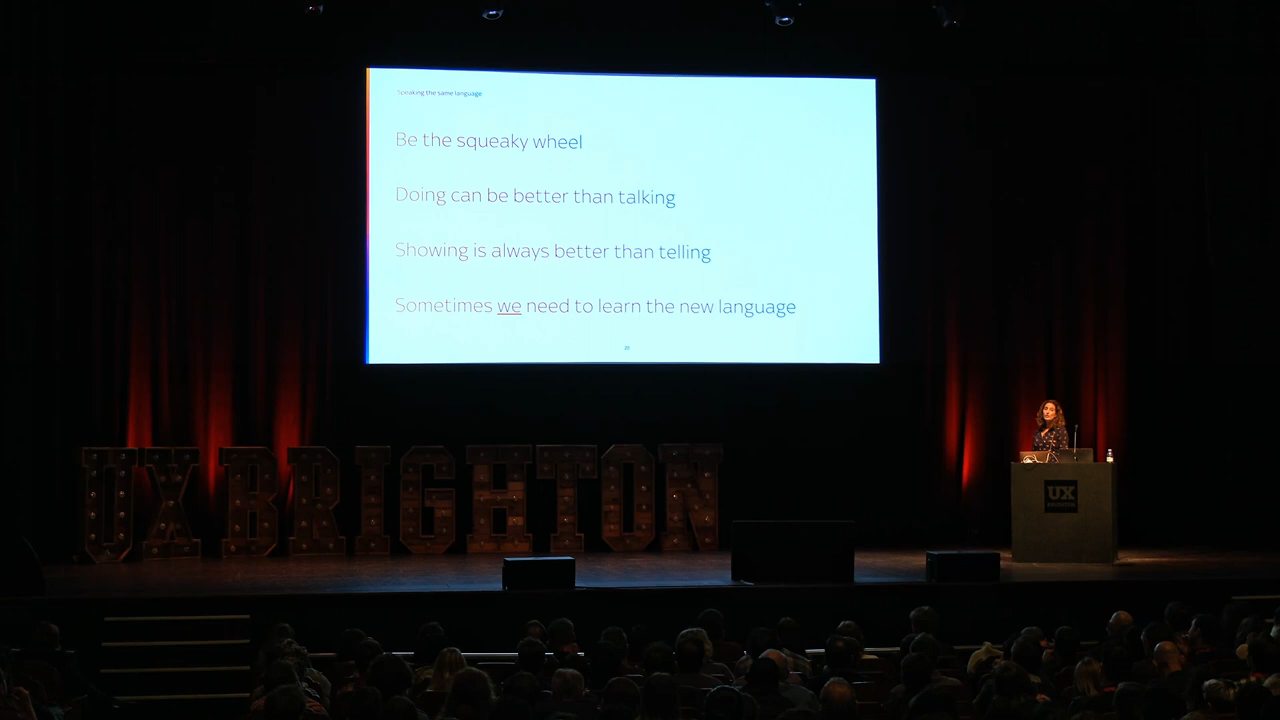 Speaking the same language
Be the squeaky wheel
Doing can be better than talking
Showing is always better than telling
Sometimes we need to learn the new language
UX BRIGHTON
UX